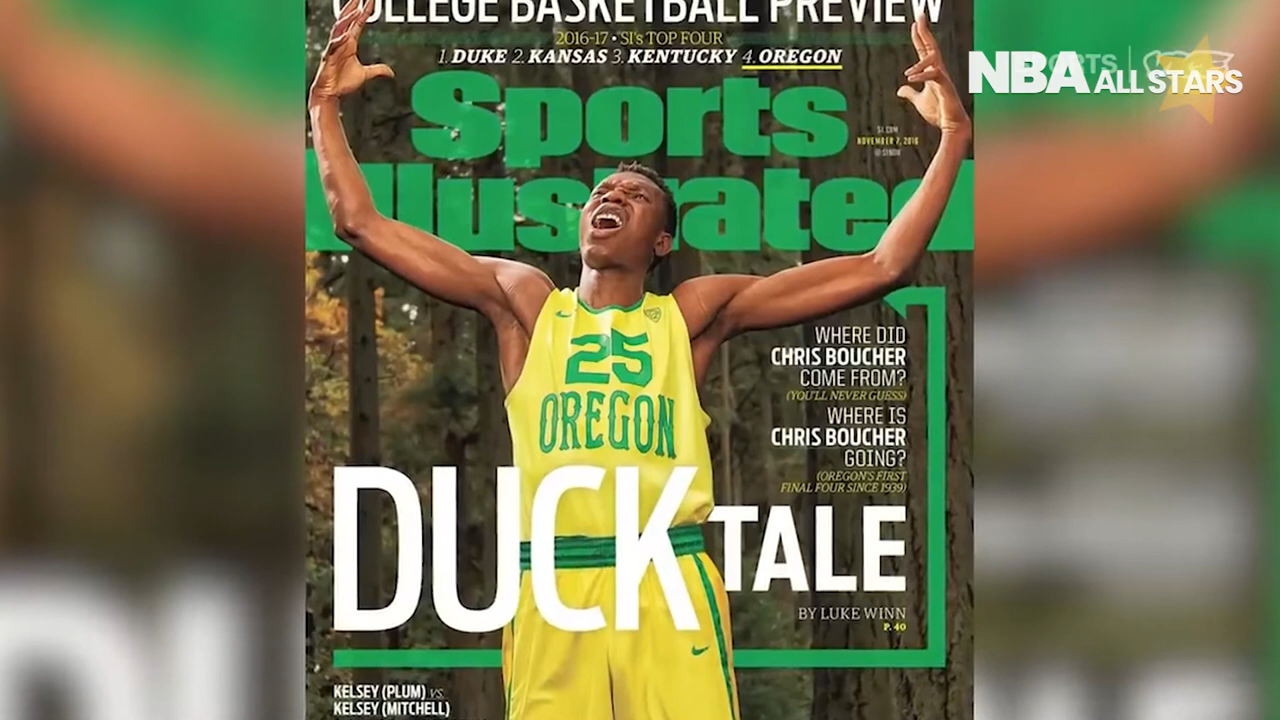 COLLEGE BASKETBALL PREVIEW
2016-17 • SI's TOP FOUR
1. DUKE 2. KANSAS 3. KENTUCKY 4. OREGON
NBA ALL STARS
Sports
Illustrated
SI.COM
NOVEMBER 7, 2016
@SINOW
25
OREGON
WHERE DID
CHRIS BOUCHER
COME FROM?
(YOU'LL NEVER GUESS)
WHERE IS
CHRIS BOUCHER
GOING?
(OREGON'S FIRST
FINAL FOUR SINCE 1939)
DUCK TALE
BY LUKE WINN
P. 40
KELSEY (PLUM) VS.
KELSEY (MITCHELL)